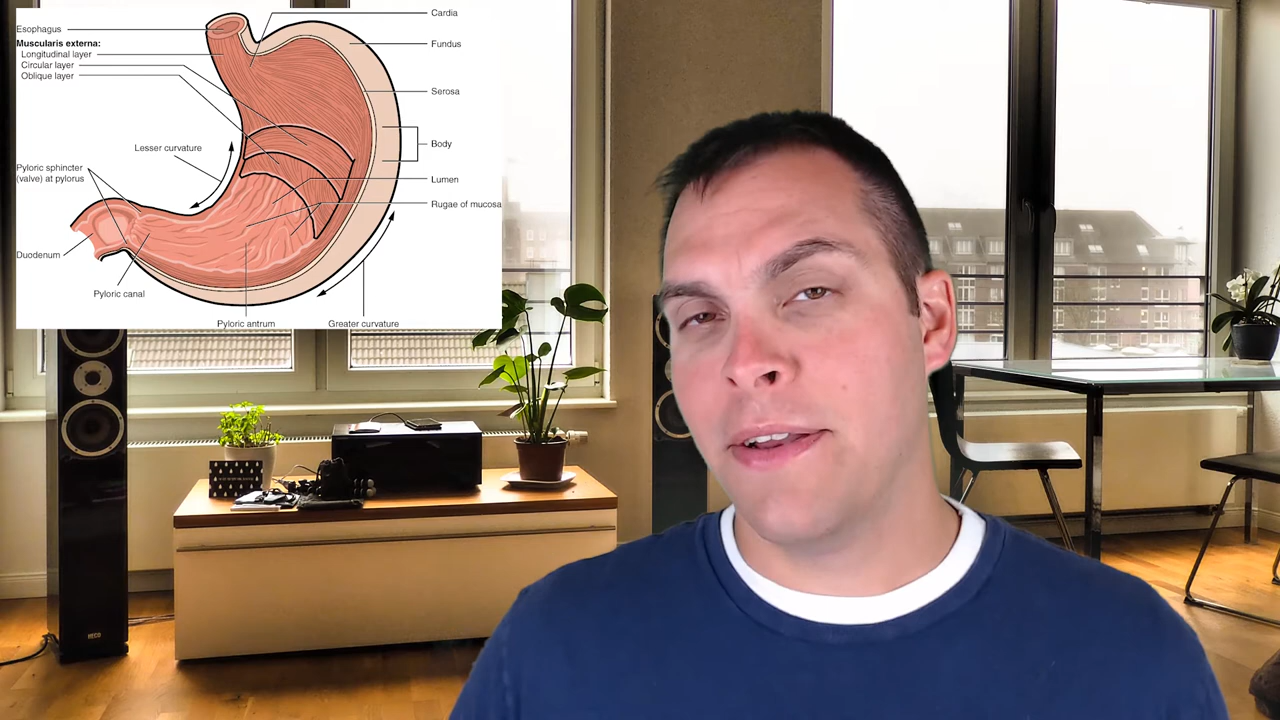 Cardia
Esophagus
Muscularis externa:
Longitudinal layer
Circular layer
Oblique layer
Fundus
Serosa
Body
Lesser curvature
Pyloric sphincter
(valve) at pylorus
Lumen
Rugae of mucosa
Duodenum
Pyloric canal
Pyloric antrum
Greater curvature
HECO